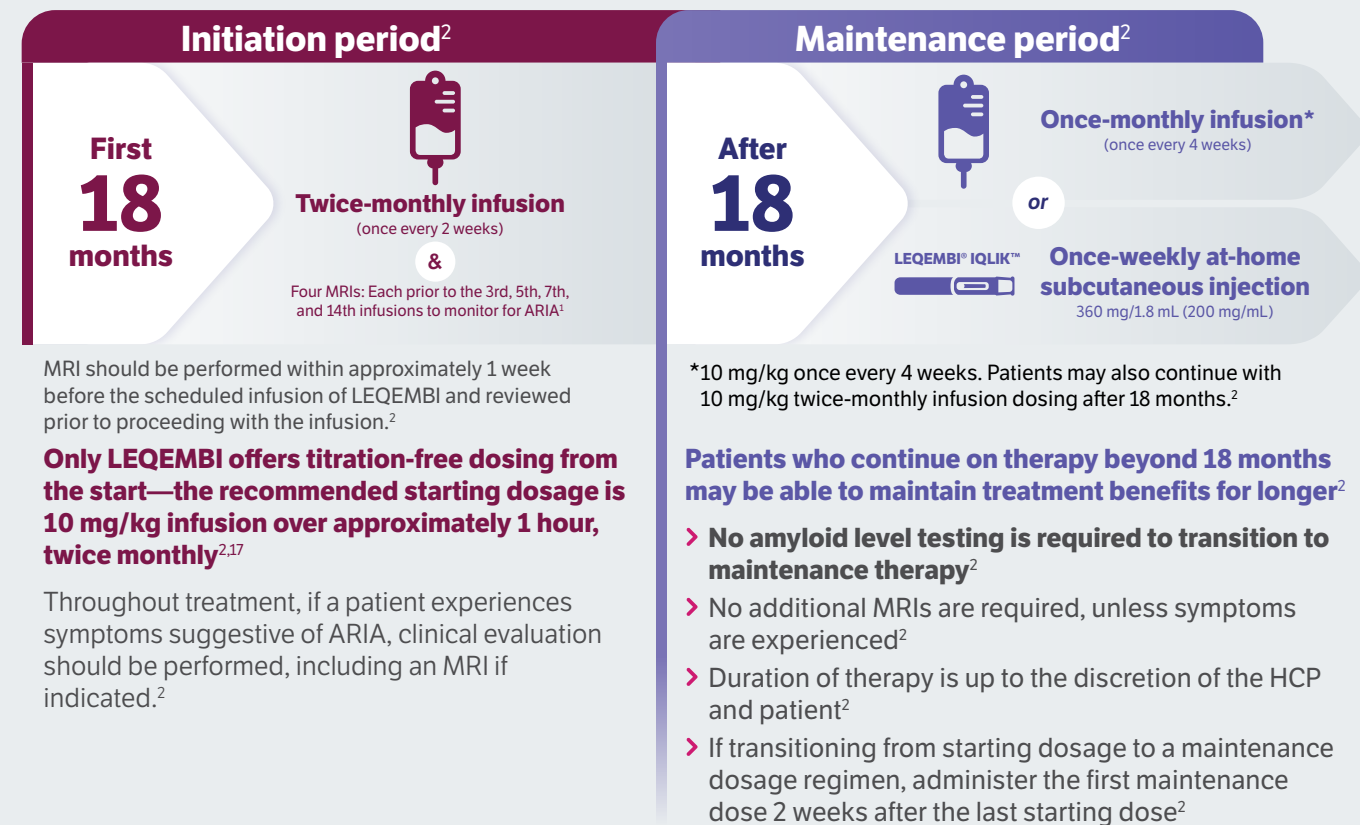 Initiation period2
First
18
months
Twice-monthly infusion
(once every 2 weeks)
&
Four MRIs: Each prior to the 3rd, 5th, 7th,
and 14th infusions to monitor for ARIA1
MRI should be performed within approximately 1 week
before the scheduled infusion of LEQEMBI and reviewed
prior to proceeding with the infusion.2
Only LEQEMBI offers titration-free dosing from
the start—the recommended starting dosage is
10 mg/kg infusion over approximately 1 hour,
twice monthly2,17
Throughout treatment, if a patient experiences
symptoms suggestive of ARIA, clinical evaluation
should be performed, including an MRI if
indicated.2
Maintenance period2
After
18
months
Once-monthly infusion*
(once every 4 weeks)
or
LEQEMBI® IQLIK™
Once-weekly at-home
subcutaneous injection
360 mg/1.8 mL (200 mg/mL)
*10 mg/kg once every 4 weeks. Patients may also continue with
10 mg/kg twice-monthly infusion dosing after 18 months.2
Patients who continue on therapy beyond 18 months
may be able to maintain treatment benefits for longer2
> No amyloid level testing is required to transition to
maintenance therapy2
> No additional MRIs are required, unless symptoms
are experienced2
> Duration of therapy is up to the discretion of the HCP
and patient2
> If transitioning from starting dosage to a maintenance
dosage regimen, administer the first maintenance
dose 2 weeks after the last starting dose2